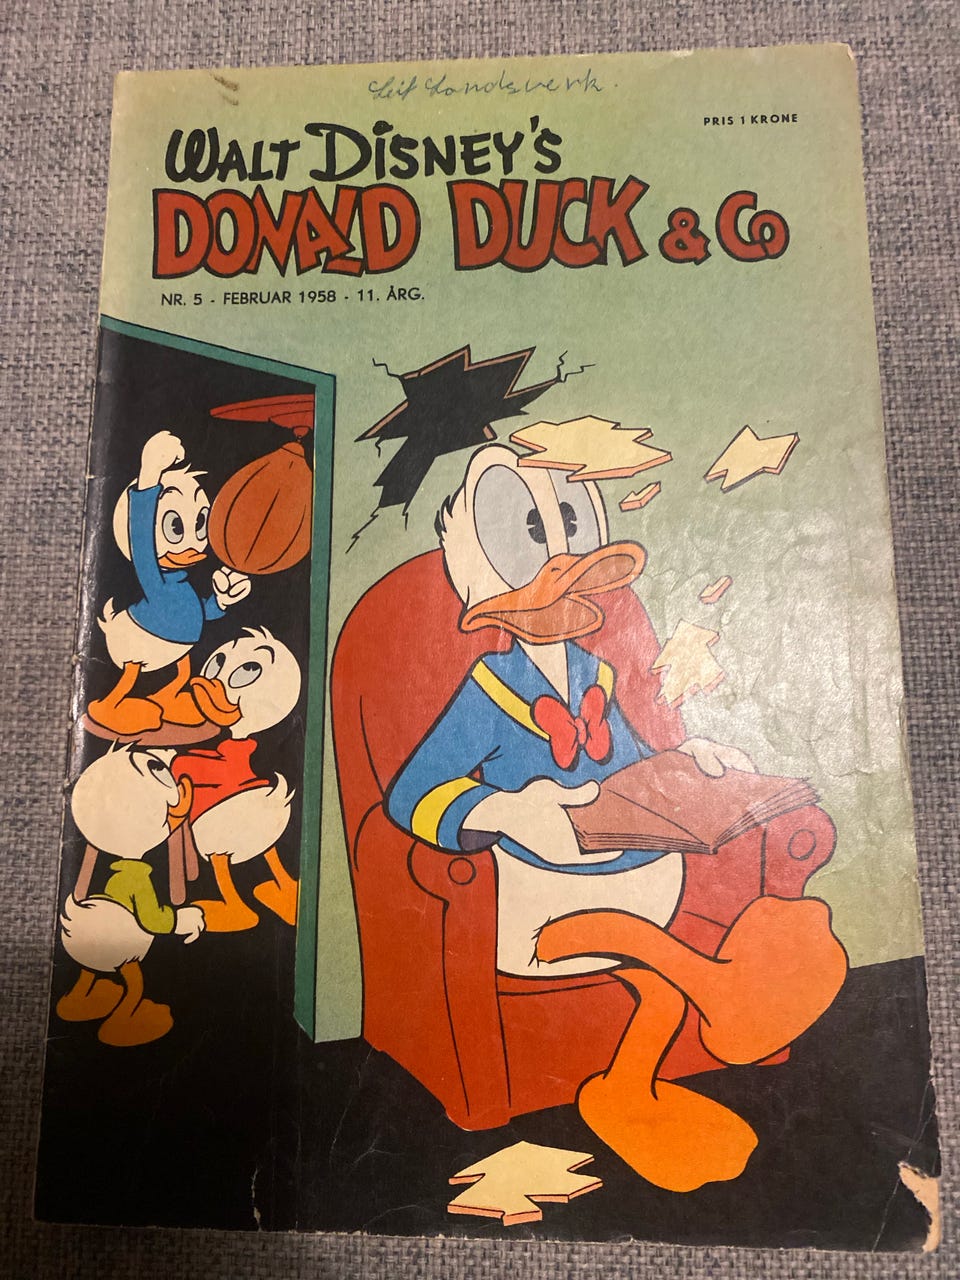 Leif Landsverk.
PRIS 1 KRONE
WALT DISNEY'S
DONALD DUCK & Co
NR. 5 - FEBRUAR 1958 - 11. ÅRG.